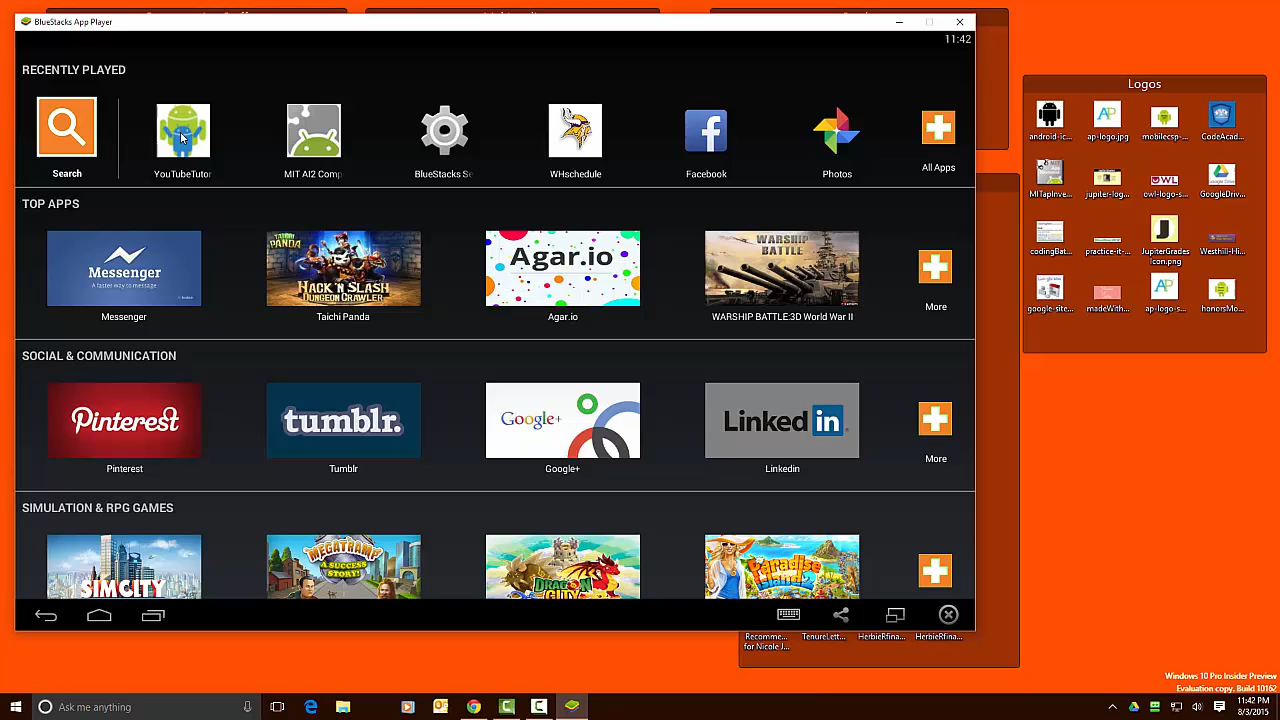 BlueStacks App Player
11:42
RECENTLY PLAYED
Search
YouTubeTutor
MIT AI2 Comp
BlueStacks Se
WHschedule
Facebook
Photos
All Apps
TOP APPS
Messenger
A faster way to message
TAICHI PANDA
HACK'N SLASH
DUNGEON CRAWLER
Agar.io
WARSHIP
BATTLE
Messenger
Taichi Panda
Agar.io
WARSHIP BATTLE:3D World War II
More
SOCIAL & COMMUNICATION
Pinterest
tumblr.
Google+
Linked in
Pinterest
Tumblr
Google+
Linkedin
More
SIMULATION & RPG GAMES
SIMCITY
MEGATRAMP
A SUCCESS
STORY!
DRAGON
CITY
Paradise
Island 2
Logos
android-ic...
ap-logo.jpg
mobilecsp-...
CodeAcad...
MITapInve...
jupiter-log...
owl-logo-s...
GoogleDriv...
codingBat...
practice-it-...
JupiterGrades
Icon.png
Westhill-Hi...
google-site...
madeWith...
ap-logo-s...
honorsMo...
Recomme...
for Nicole J...
TenureLett...
HerbieRfina...
HerbieRfina...
Windows 10 Pro Insider Preview
Evaluation copy. Build 10162
Ask me anything
11:42 PM
8/3/2015